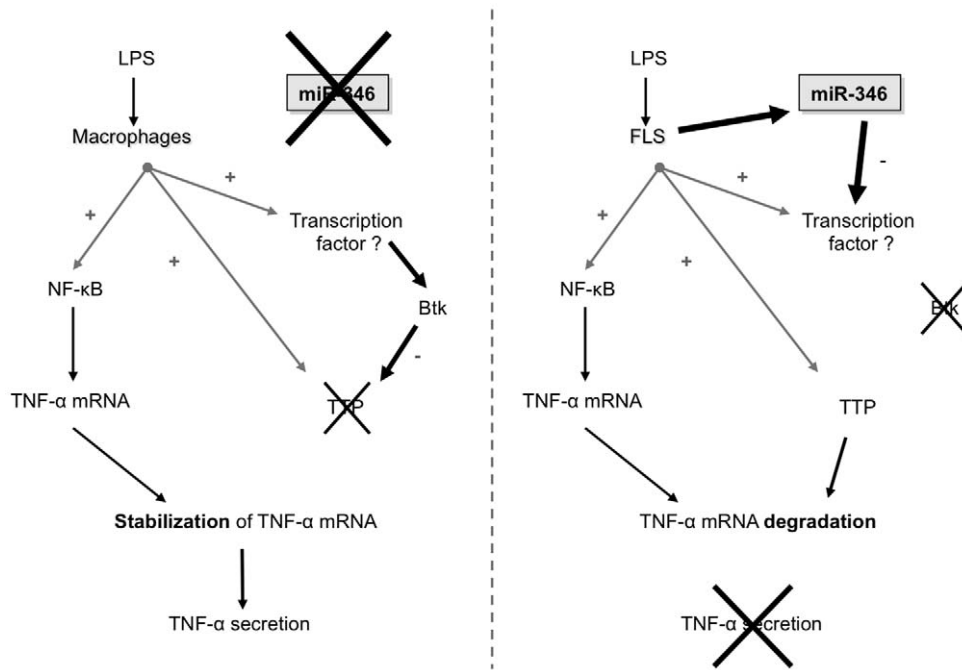 LPS
miR-346
Macrophages
+
+
+
Transcription
factor ?
NF-κB
Btk
-
TNF-α mRNA
TTP
Stabilization of TNF-α mRNA
TNF-α secretion
LPS
miR-346
FLS
-
+
+
+
Transcription
factor ?
NF-κB
Btk
TNF-α mRNA
TTP
TNF-α mRNA degradation
TNF-α secretion